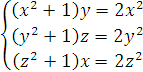 (x² + 1)y = 2x²
(y² + 1)z = 2y²
(z² + 1)x = 2z²